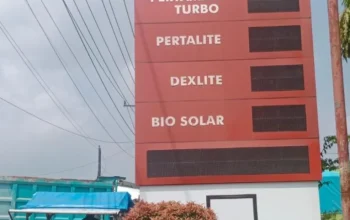 TURBO
PERTALITE
DEXLITE
BIO SOLAR